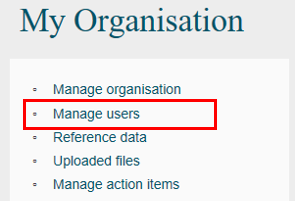 My Organisation
Manage organisation
Manage users
Reference data
Uploaded files
Manage action items